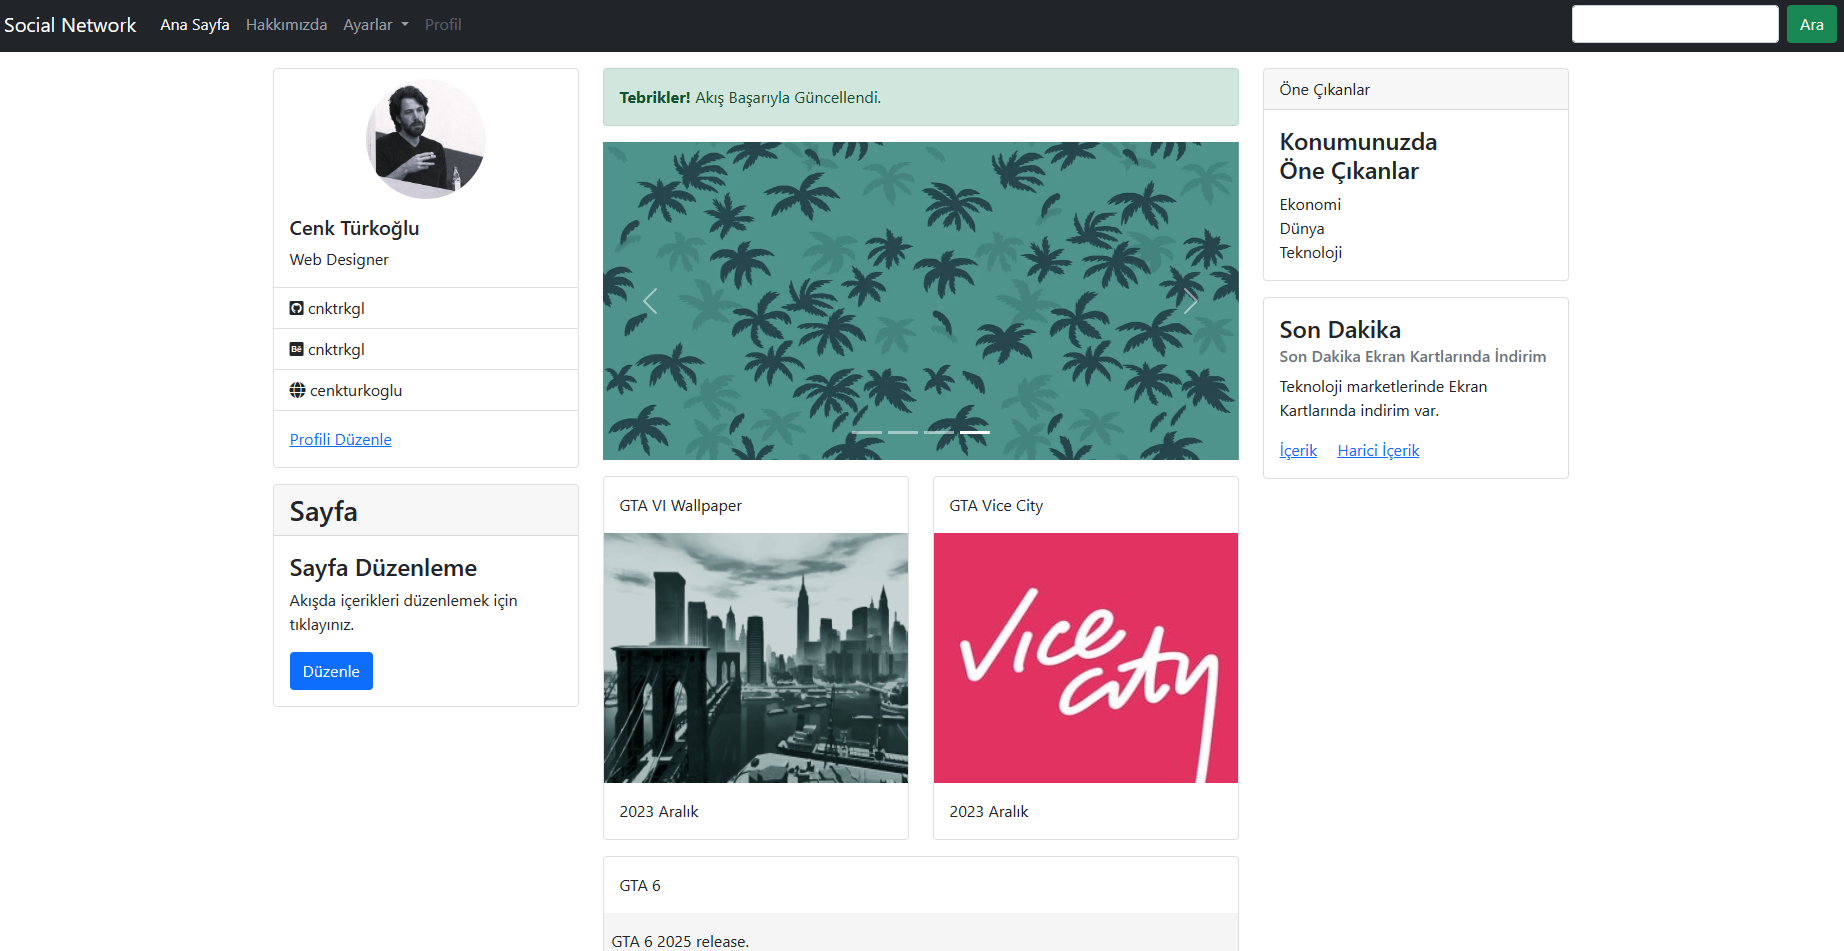 Social Network
Ana Sayfa
Hakkımızda
Ayarlar
Profil
Ara
Cenk Türkoğlu
Web Designer
cnktrkgl
Bē cnktrkgl
cenkturkoglu
Profili Düzenle
Sayfa
Sayfa Düzenleme
Akışda içerikleri düzenlemek için
tıklayınız.
Düzenle
Tebrikler! Akış Başarıyla Güncellendi.
GTA VI Wallpaper
2023 Aralık
GTA Vice City
vice
city
2023 Aralık
GTA 6
GTA 6 2025 release.
Öne Çıkanlar
Konumunuzda
Öne Çıkanlar
Ekonomi
Dünya
Teknoloji
Son Dakika
Son Dakika Ekran Kartlarında İndirim
Teknoloji marketlerinde Ekran
Kartlarında indirim var.
İçerik
Harici İçerik